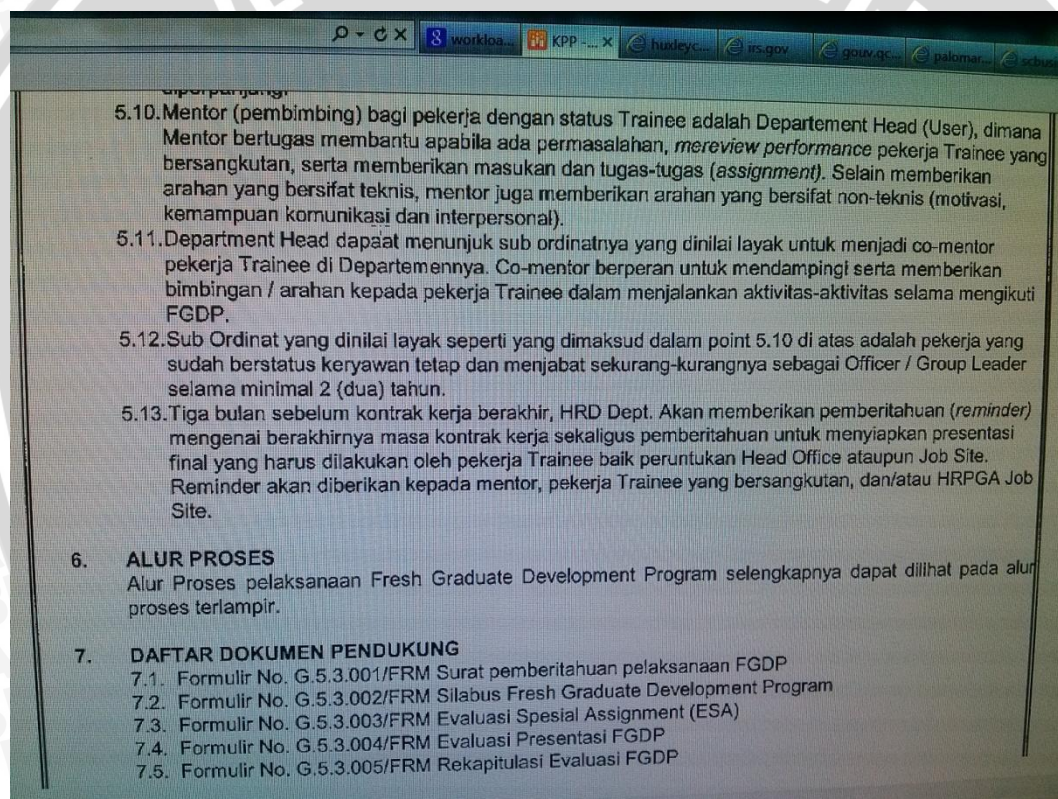 workloa...
KPP -...
huxleyc...
irs.gov
gouv.qc...
palomar...
diperpanjang.
5.10.Mentor (pembimbing) bagi pekerja dengan status Trainee adalah Departement Head (User), dimana
Mentor bertugas membantu apabila ada permasalahan, mereview performance pekerja Trainee yang
bersangkutan, serta memberikan masukan dan tugas-tugas (assignment). Selain memberikan
arahan yang bersifat teknis, mentor juga memberikan arahan yang bersifat non-teknis (motivasi,
kemampuan komunikasi dan interpersonal).
5.11.Department Head dapaat menunjuk sub ordinatnya yang dinilai layak untuk menjadi co-mentor
pekerja Trainee di Departemennya. Co-mentor berperan untuk mendampingi serta memberikan
bimbingan / arahan kepada pekerja Trainee dalam menjalankan aktivitas-aktivitas selama mengikuti
FGDP.
5.12.Sub Ordinat yang dinilai layak seperti yang dimaksud dalam point 5.10 di atas adalah pekerja yang
sudah berstatus keryawan tetap dan menjabat sekurang-kurangnya sebagai Officer / Group Leader
selama minimal 2 (dua) tahun.
5.13.Tiga bulan sebelum kontrak kerja berakhir, HRD Dept. Akan memberikan pemberitahuan (reminder)
mengenai berakhirnya masa kontrak kerja sekaligus pemberitahuan untuk menyiapkan presentasi
final yang harus dilakukan oleh pekerja Trainee baik peruntukan Head Office ataupun Job Site.
Reminder akan diberikan kepada mentor, pekerja Trainee yang bersangkutan, dan/atau HRPGA Job
Site.
6. ALUR PROSES
Alur Proses pelaksanaan Fresh Graduate Development Program selengkapnya dapat dilihat pada alur
proses terlampir.
7. DAFTAR DOKUMEN PENDUKUNG
7.1. Formulir No. G.5.3.001/FRM Surat pemberitahuan pelaksanaan FGDP
7.2. Formulir No. G.5.3.002/FRM Silabus Fresh Graduate Development Program
7.3. Formulir No. G.5.3.003/FRM Evaluasi Spesial Assignment (ESA)
7.4. Formulir No. G.5.3.004/FRM Evaluasi Presentasi FGDP
7.5. Formulir No. G.5.3.005/FRM Rekapitulasi Evaluasi FGDP